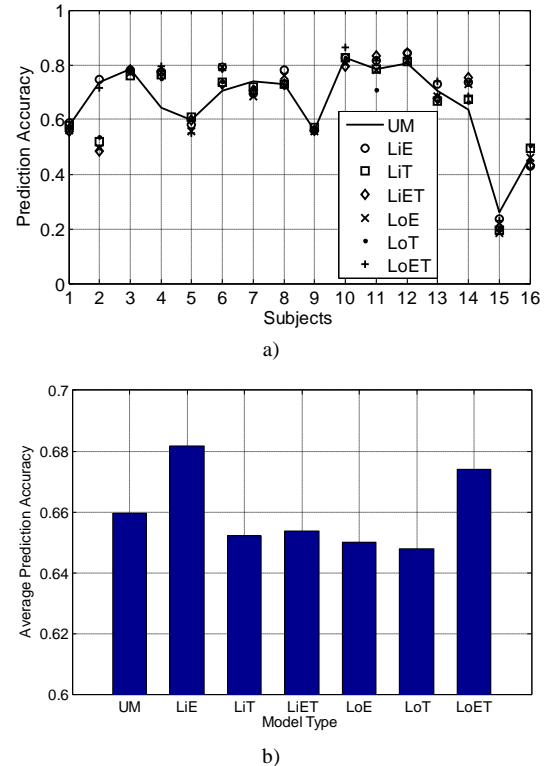 1
0.8
0.6
0.4
0.2
0
Prediction Accuracy
1 2 3 4 5 6 7 8 9 10 11 12 13 14 15 16
Subjects
UM
LiE
LiT
LiET
LoE
LoT
LoET
a)
0.7
0.68
0.66
0.64
0.62
0.6
Average Prediction Accuracy
UM LiE LiT LiET LoE LoT LoET
Model Type
b)